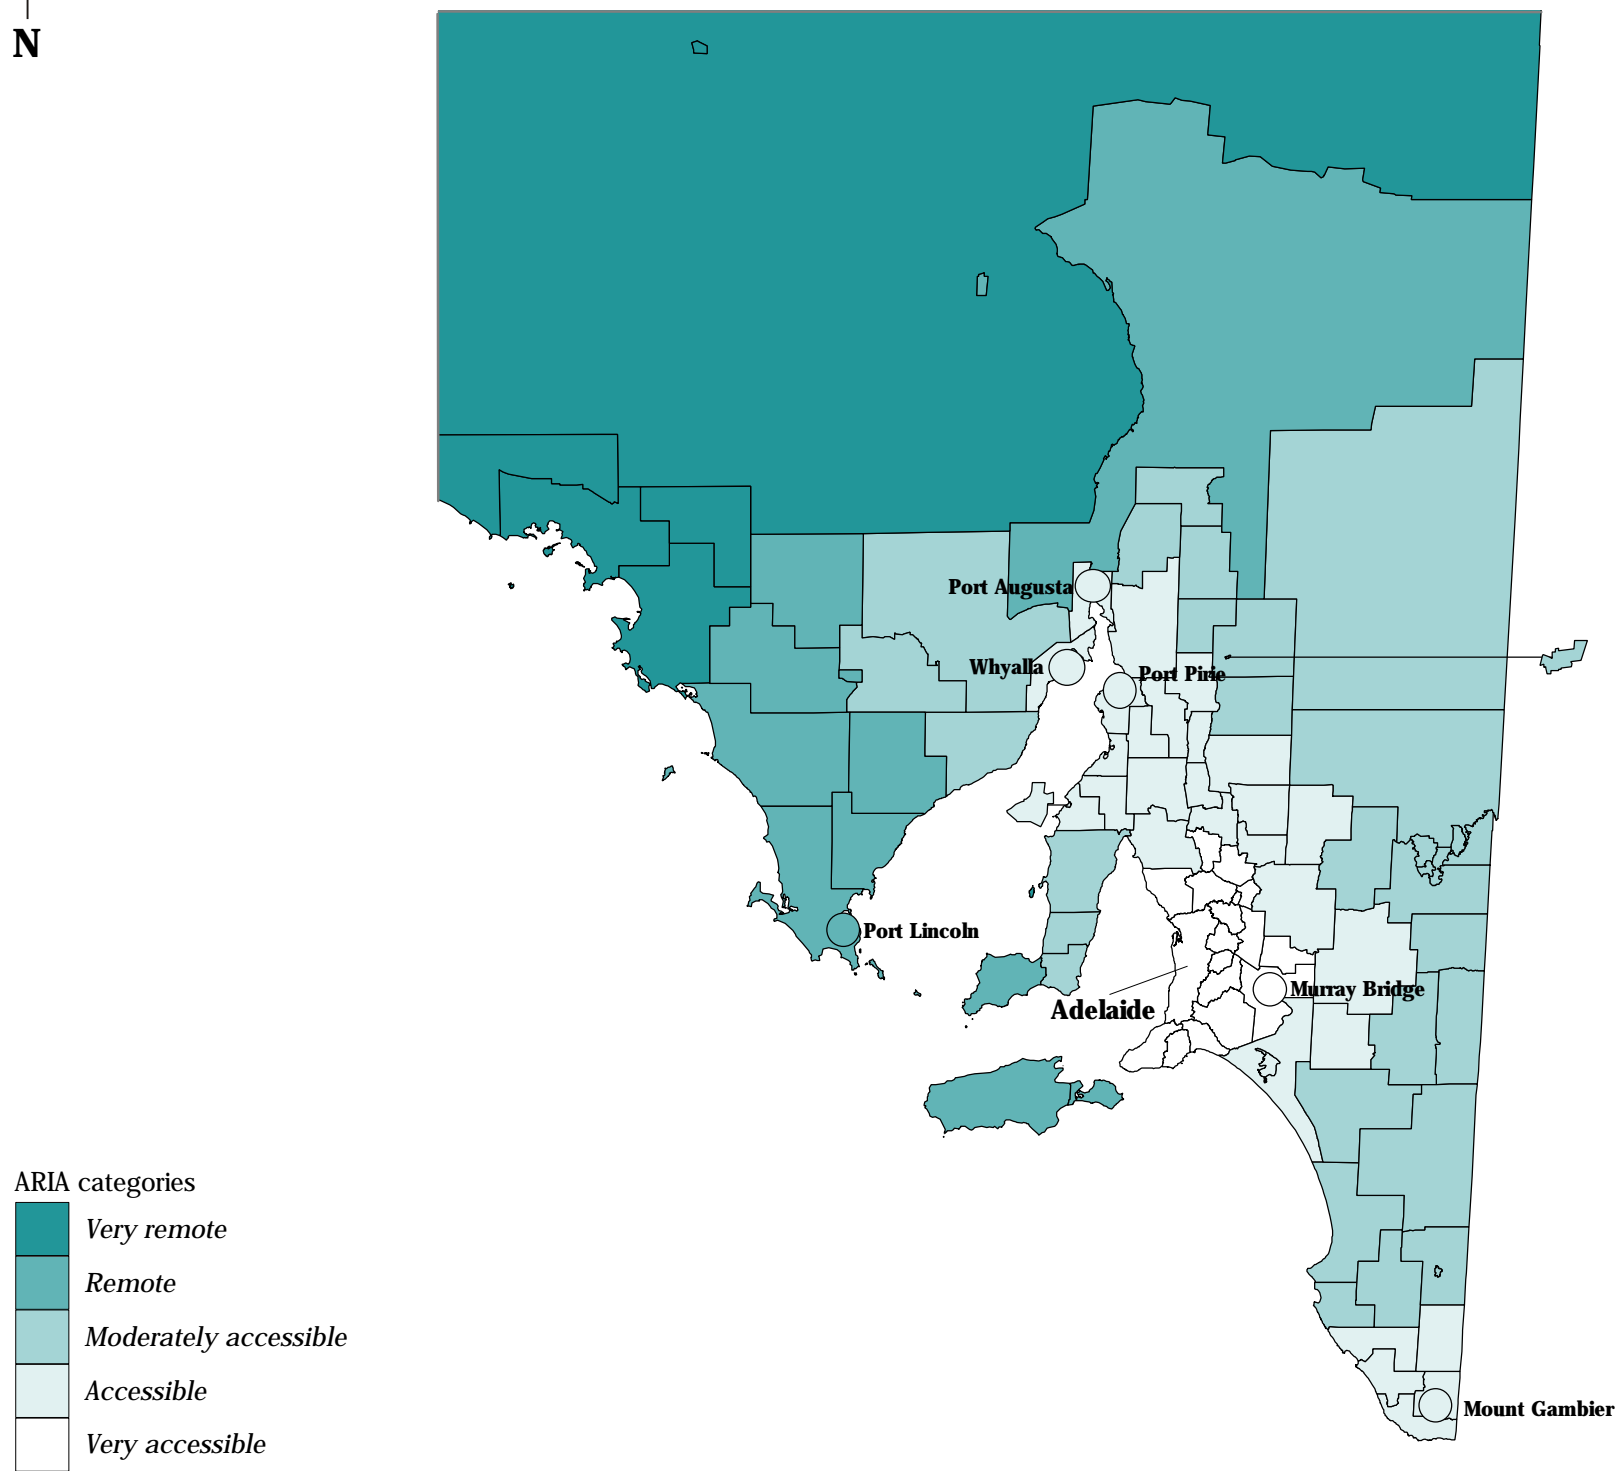 N
Port Augusta
Whyalla
Port Pirie
Port Lincoln
Murray Bridge
Adelaide
ARIA categories
Very remote
Remote
Moderately accessible
Accessible
Very accessible
Mount Gambier